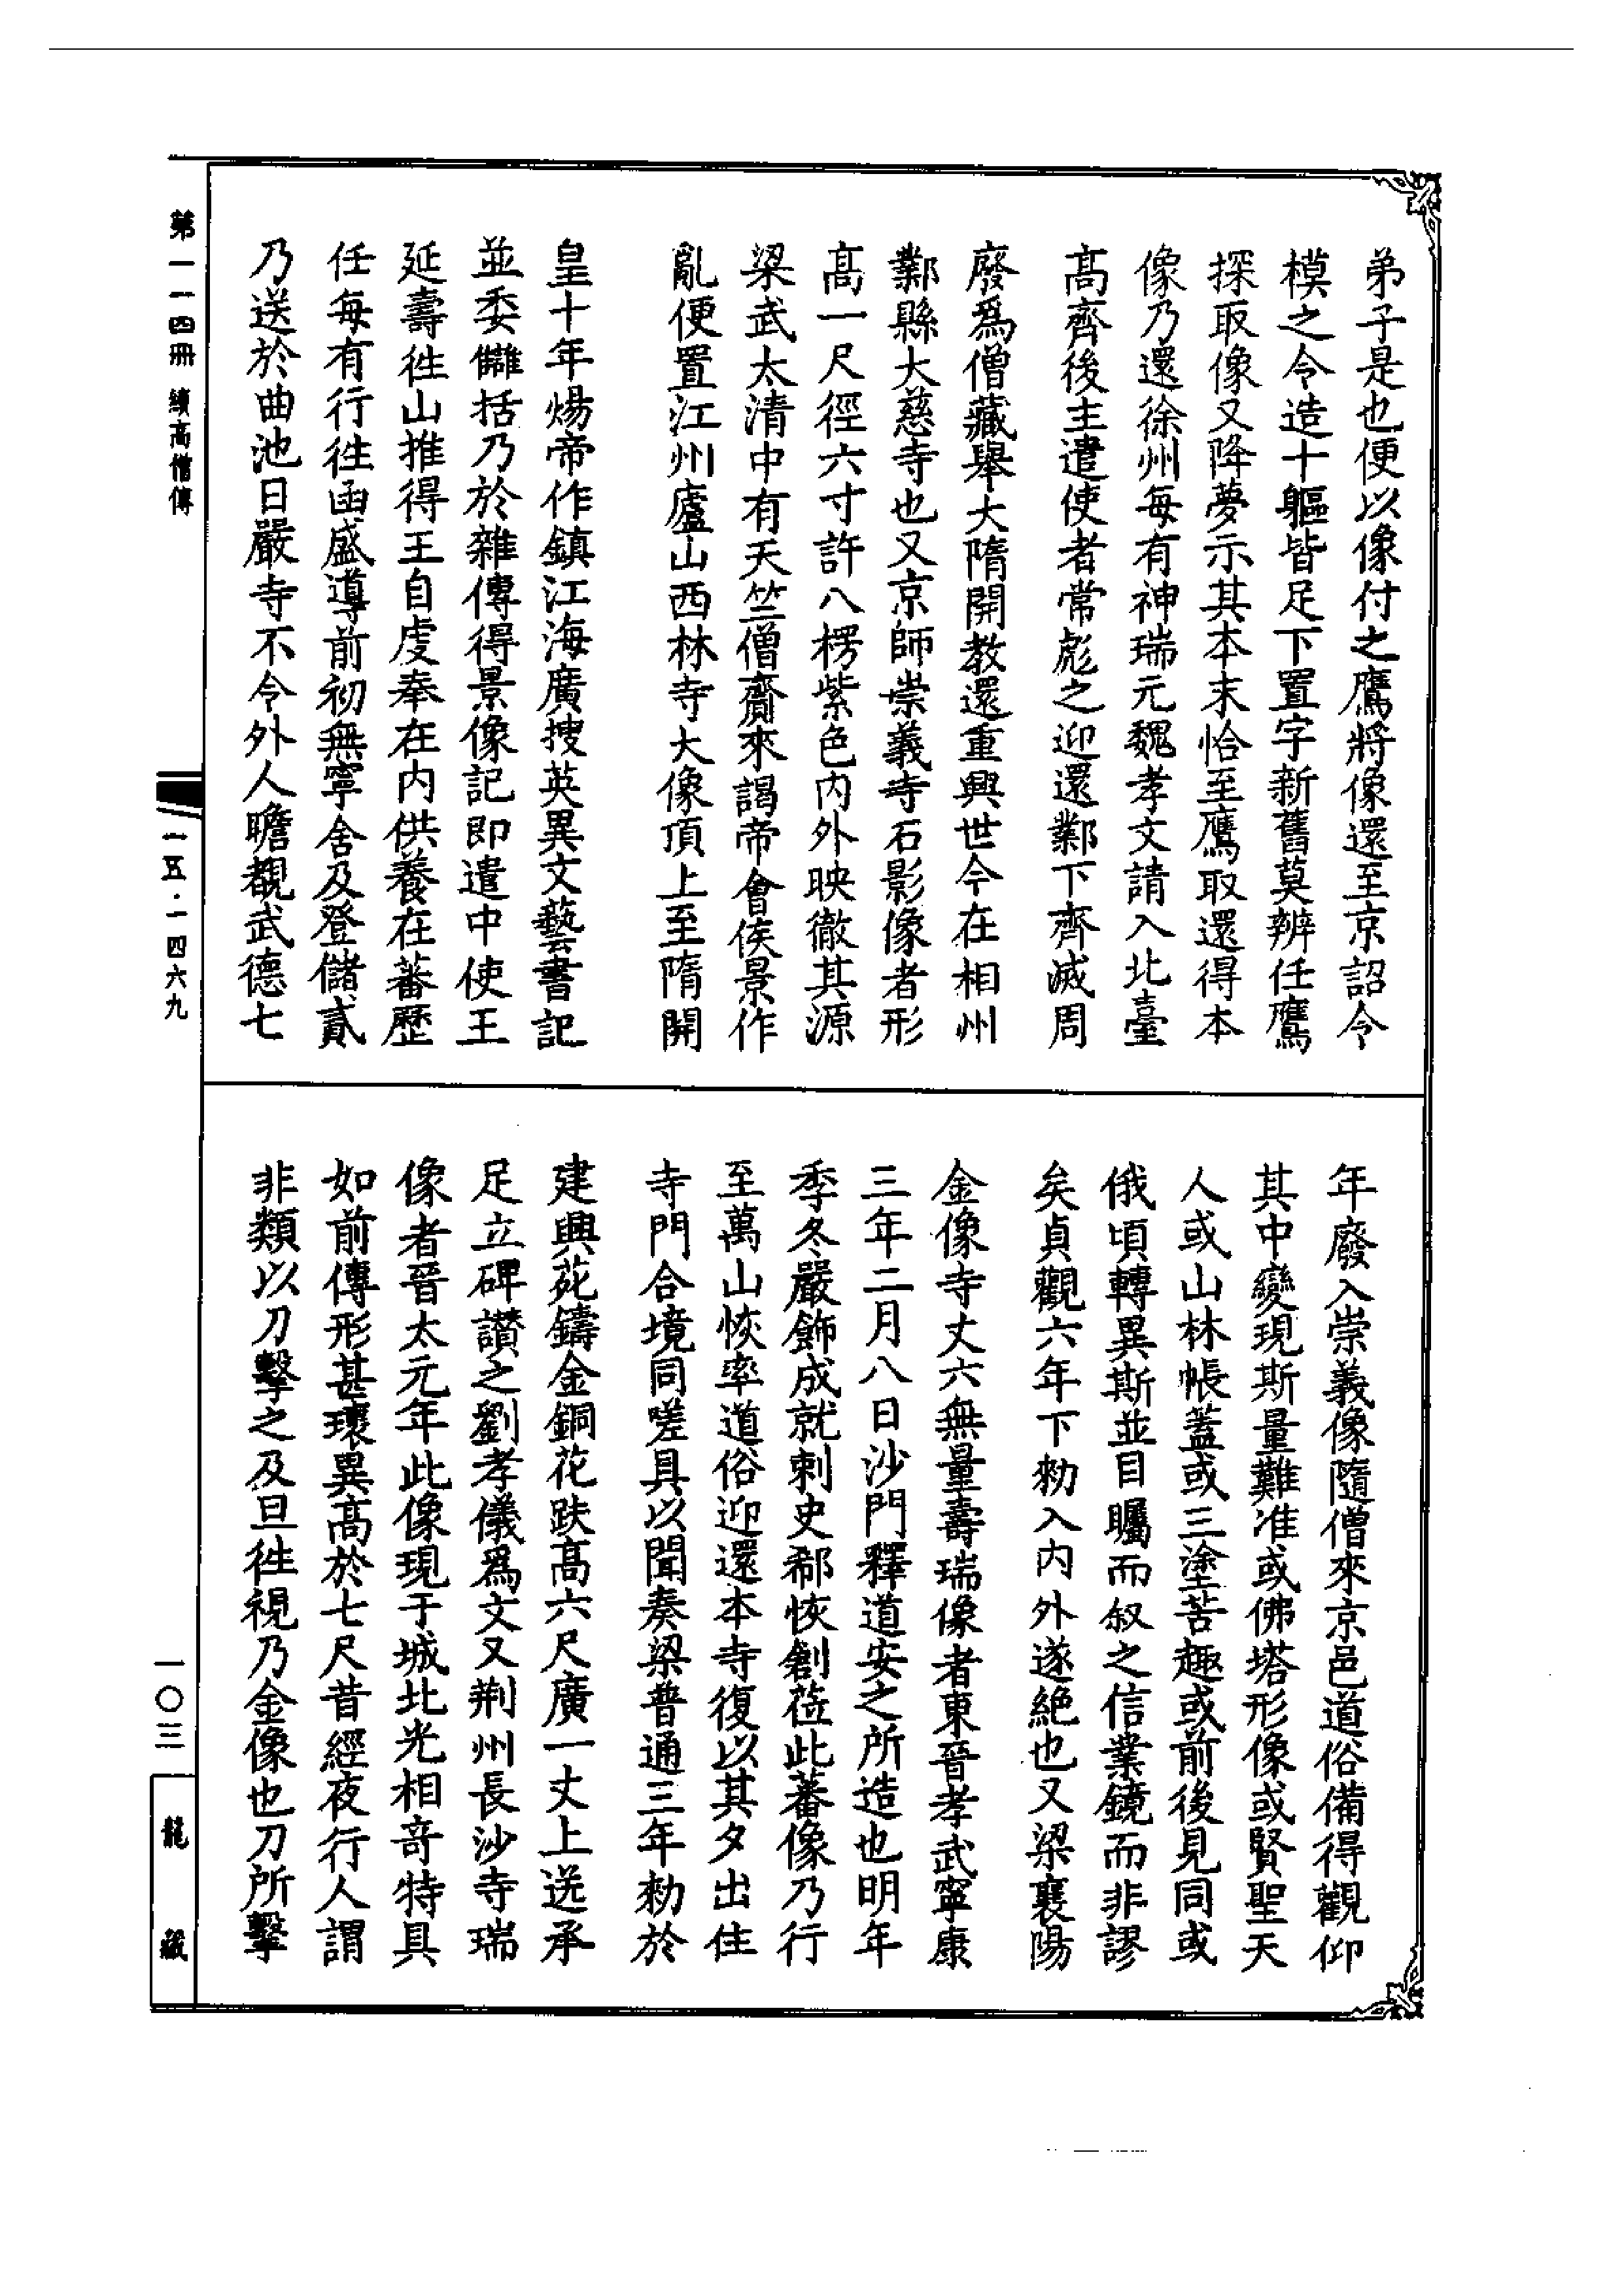 弟子是也便以像付之鷹將像還至京詔令
模之令造十軀皆足下置字新舊莫辨任鷹
探取像又降夢示其本末恰至鷹取還得本
像乃還徐州每有神瑞元魏孝文請入北臺
高齊後主遣使者常彪之迎還鄴下齊滅周
廢爲僧藏舉大隋開教還重興世今在相州
鄴縣大慈寺也又京師崇義寺石影像者形
高一尺徑六寸許八楞紫色内外映徹其源
梁武太清中有天竺僧齎來謁帝會侯景作
亂便置江州廬山西林寺大像頂上至隋開
皇十年煬帝作鎮江海廣搜英異文藝書記
並委讎括乃於雜傳得景像記即遣中使王
延壽徃山推得王自虔奉在内供養在蕃歷
任每有行徃函盛導前初無寧舍及登儲貳
乃送於曲池日嚴寺不令外人瞻覩武德七
年廢入崇義像隨僧來京邑道俗備得觀仰
其中變現斯量難准或佛塔形像或賢聖天
人或山林帳蓋或三塗苦趣或前後見同或
俄頃轉異斯並目矚而叙之信業鏡而非謬
矣貞觀六年下勑入内外遂絶也又梁襄陽
金像寺丈六無量壽瑞像者東晉孝武寧康
三年二月八日沙門釋道安之所造也明年
季冬嚴飾成就刺史郗恢創莅此蕃像乃行
至萬山恢率道俗迎還本寺復以其夕出住
寺門合境同嗟具以聞奏梁普通三年勑於
建興苑鑄金銅花趺高六尺廣一丈上送承
足立碑讚之劉孝儀爲文又荆州長沙寺瑞
像者晉太元年此像現于城北光相竒特具
如前傳形甚瓌異高於七尺昔經夜行人謂
非類以刀擊之及旦徃視乃金像也刀所擊
第一一四冊 續高僧傳
一五·一四六九
一〇三
龍藏